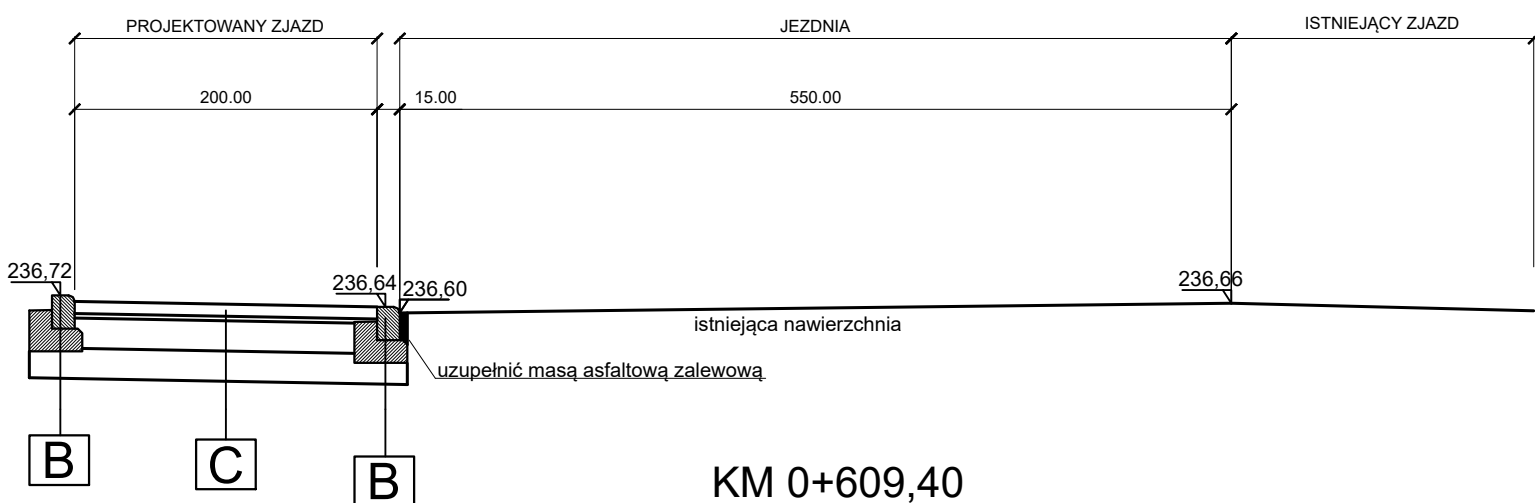 PROJEKTOWANY ZJAZD JEZDNIA ISTNIEJĄCY ZJAZD
200.00 15.00 550.00
236,72 236,64 236,60 236,66
istniejąca nawierzchnia
uzupełnić masą asfaltową zalewową
B C B
KM 0+609,40